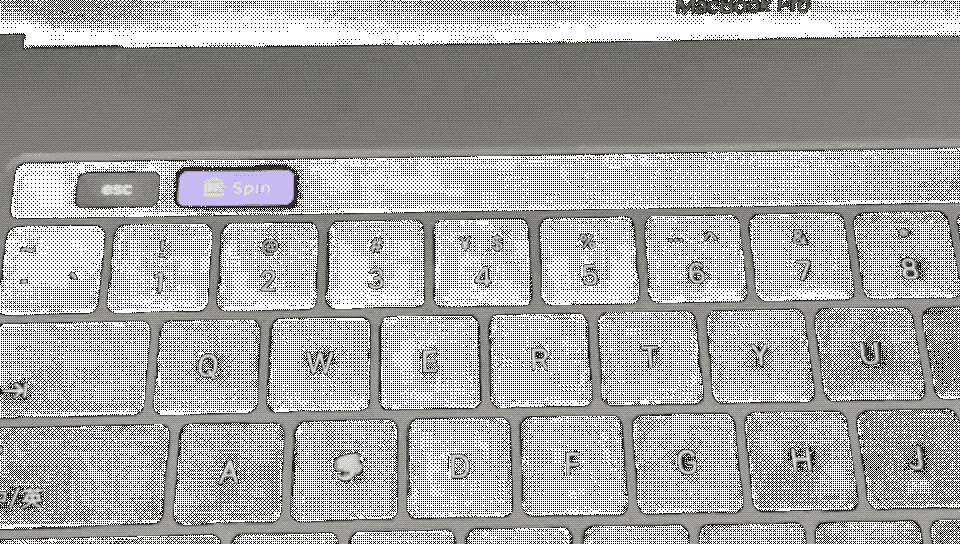 MacBook Pro
esc Spin
! @ # $ %
1 2 3 4 5 6 7 8
Q W E R T Y U
A D F G H J